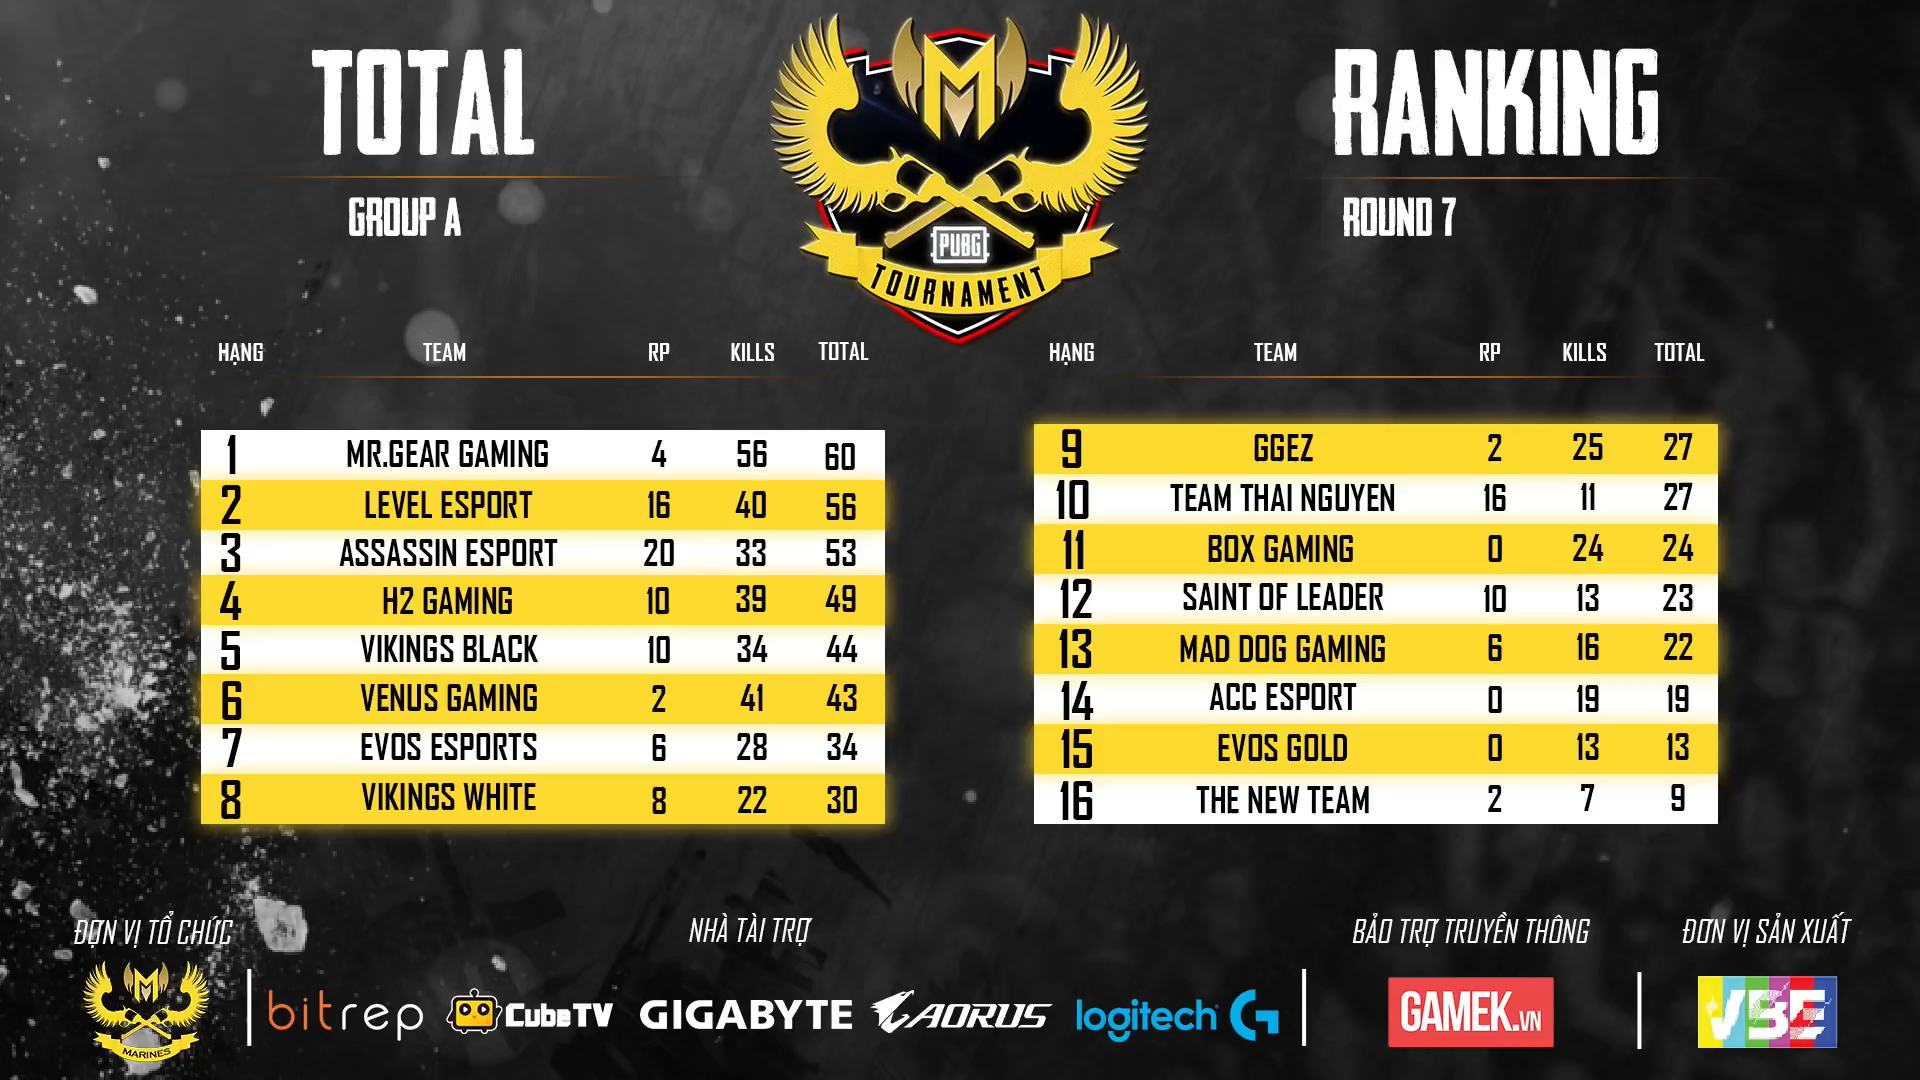 TOTAL
GROUP A
M
PUBG
TOURNAMENT
RANKING
ROUND 7
HẠNG TEAM RP KILLS TOTAL
1 MR.GEAR GAMING 4 56 60
2 LEVEL ESPORT 16 40 56
3 ASSASSIN ESPORT 20 33 53
4 H2 GAMING 10 39 49
5 VIKINGS BLACK 10 34 44
6 VENUS GAMING 2 41 43
7 EVOS ESPORTS 6 28 34
8 VIKINGS WHITE 8 22 30
HẠNG TEAM RP KILLS TOTAL
9 GGEZ 2 25 27
10 TEAM THAI NGUYEN 16 11 27
11 BOX GAMING 0 24 24
12 SAINT OF LEADER 10 13 23
13 MAD DOG GAMING 6 16 22
14 ACC ESPORT 0 19 19
15 EVOS GOLD 0 13 13
16 THE NEW TEAM 2 7 9
ĐƠN VỊ TỔ CHỨC
M
MARINES
NHÀ TÀI TRỢ
bitrep CubeTV GIGABYTE AORUS logitech G
BẢO TRỢ TRUYỀN THÔNG
GAMEK.VN
ĐƠN VỊ SẢN XUẤT
VBE